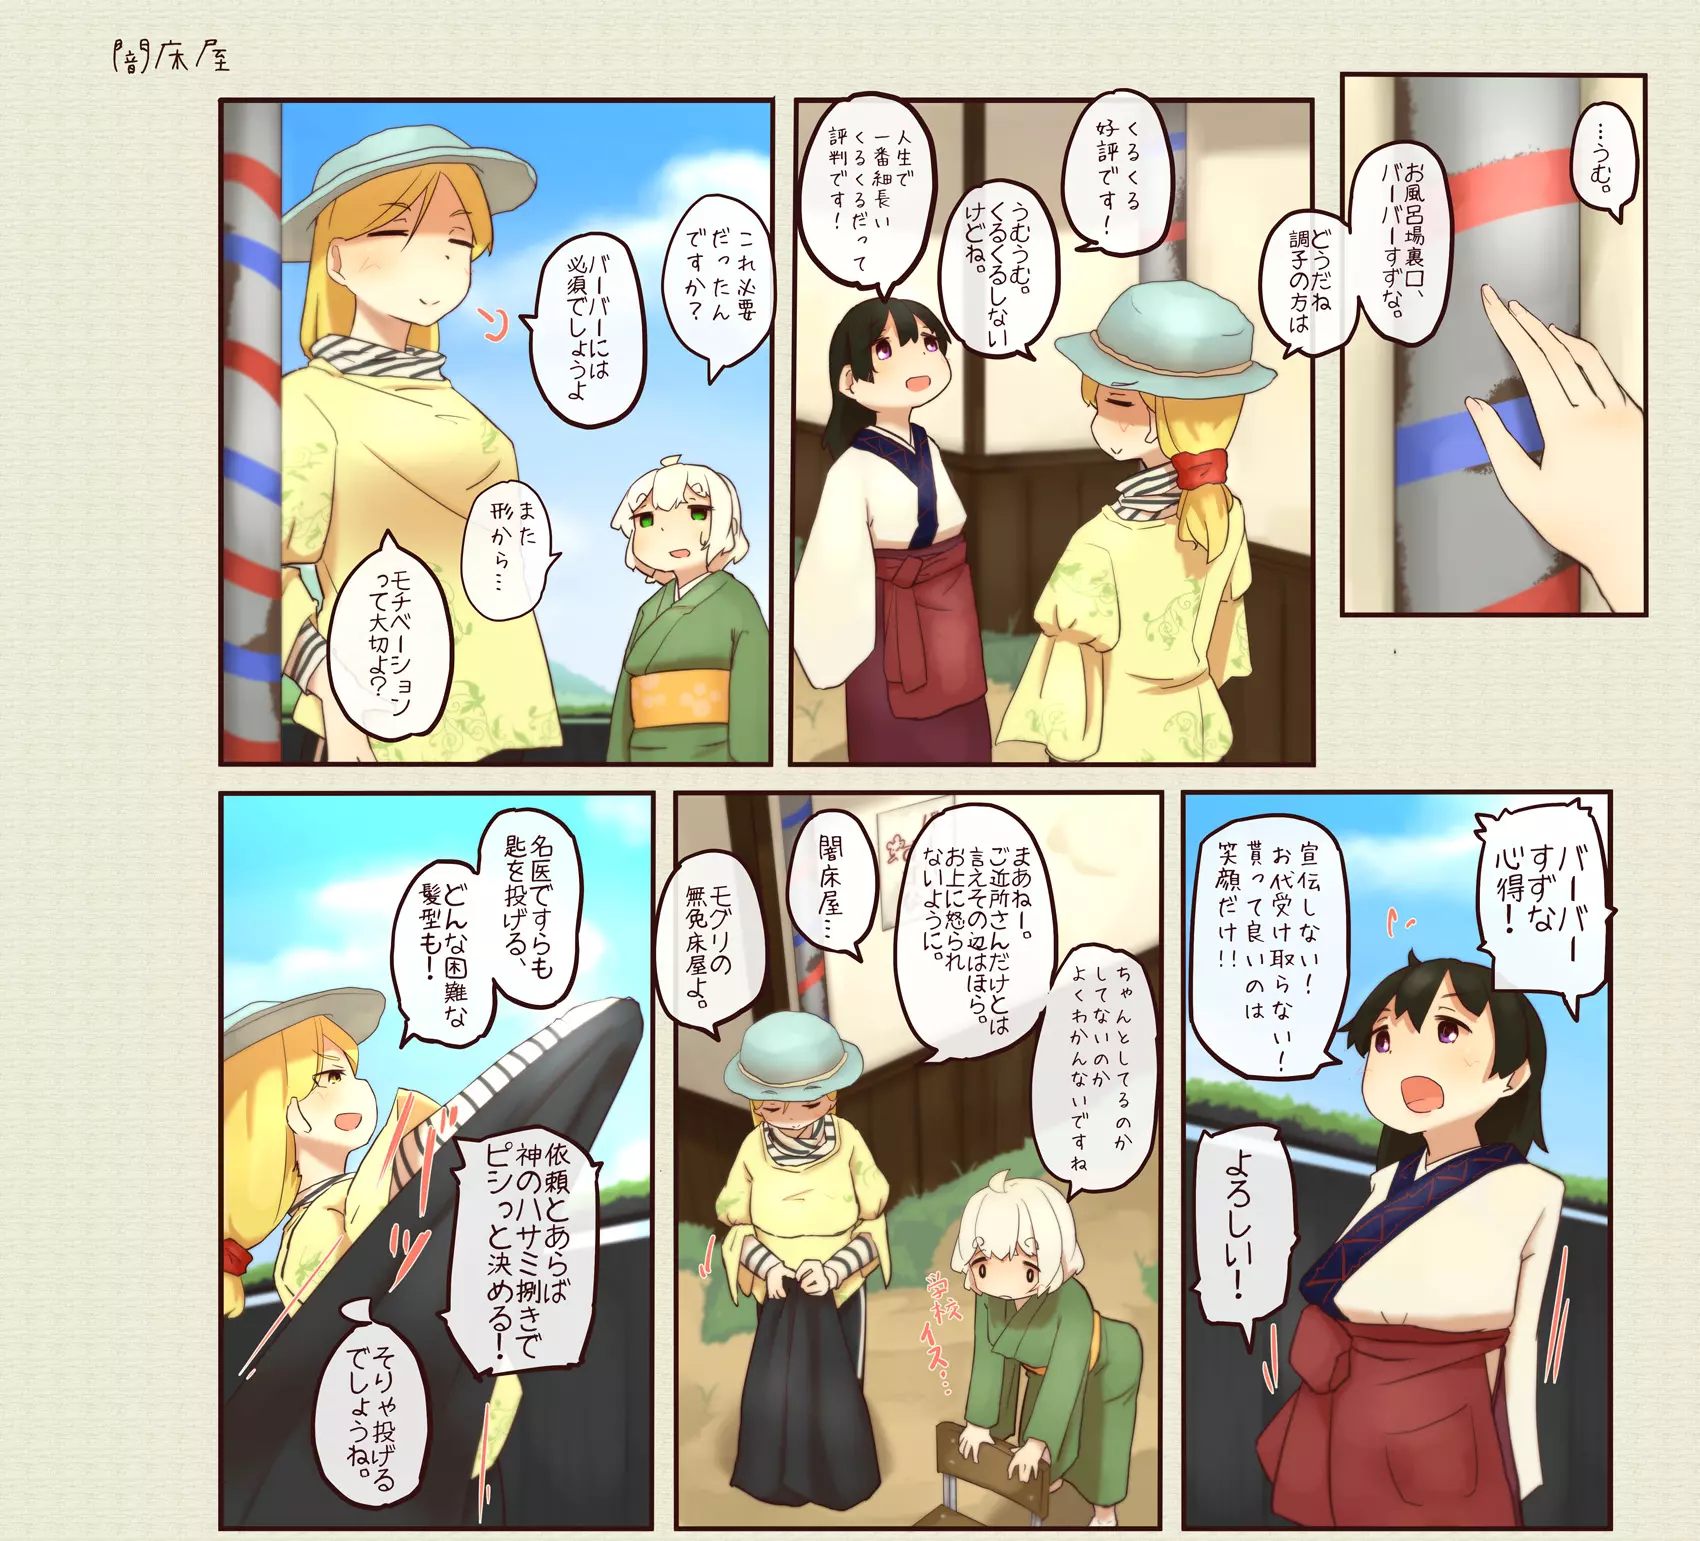 闇床屋
…うむ。
お風呂場裏口、
バーバーすずな。
どうだね
調子の方は
くるくる
好評です！
うむうむ。
くるくるしない
けどね。
人生で
一番細長い
くるくるだって
評判です！
これ必要
だったん
ですか？
バーバーには
必須でしょうよ
また
形から…
モチベーション
って大切よ？
バーバー
すずな
心得！
宣伝しない！
お代受け取らない！
貰って良いのは
笑顔だけ！！
よろしい！
ちゃんとしてるのか
してないのか
よくわかんないですね
まあねー。
ご近所さんだけとは
言えその辺はほら。
お上に怒られ
ないように。
闇床屋…
モグリの
無免床屋よ。
学校
イス…
名医ですらも
匙を投げる、
どんな困難な
髪型も！
依頼とあらば
神のハサミ捌きで
ピシっと決める！
バッ
そりゃ投げる
でしょうね。